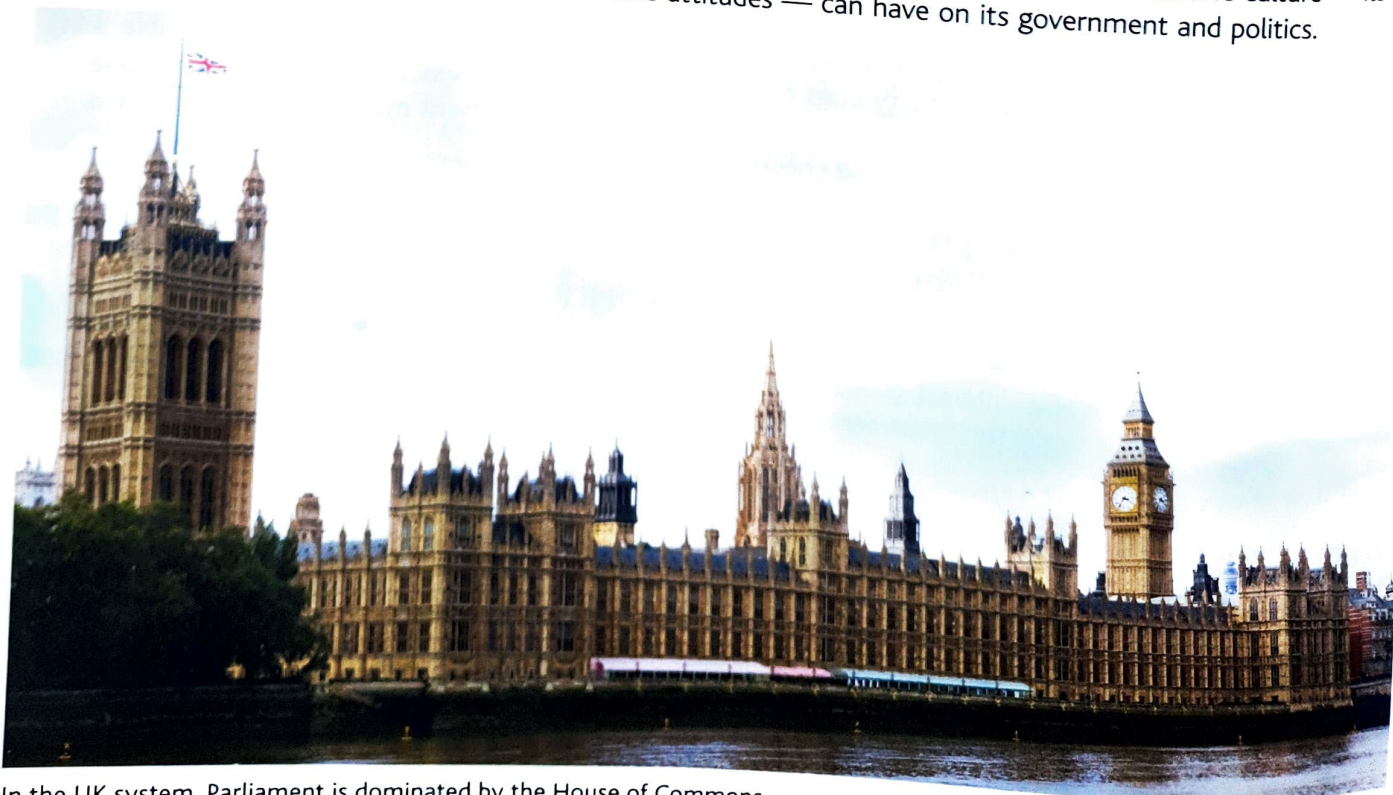 attitudes — can have on its government and politics.
In the UK system, Parliament is dominated by the House of Commons